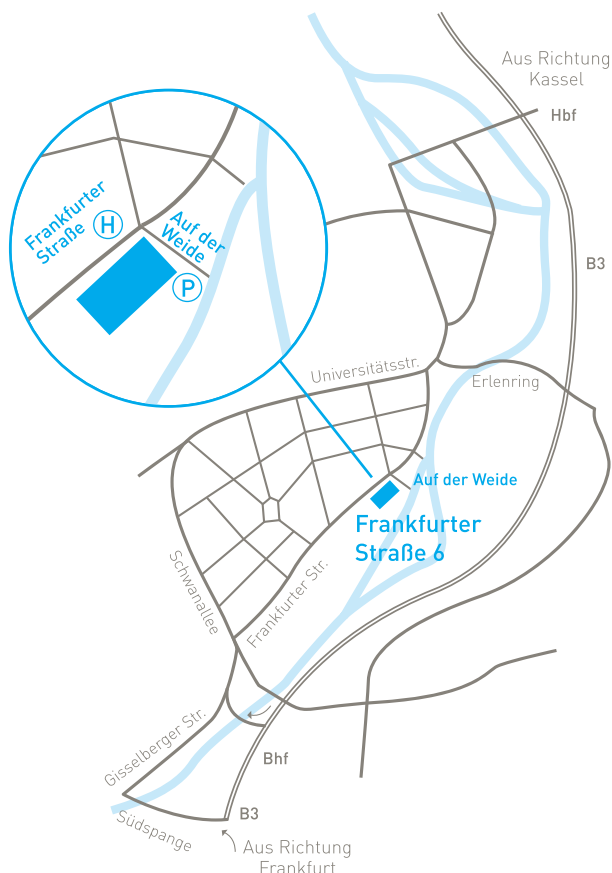 Aus Richtung
Kassel
Hbf
Frankfurter
Straße
H
Auf der
Weide
P
B3
Universitätsstr.
Erlenring
Auf der Weide
Frankfurter
Straße 6
Schwanallee
Frankfurter Str.
Gisselberger Str.
Bhf
B3
Südspange
Aus Richtung
Frankfurt